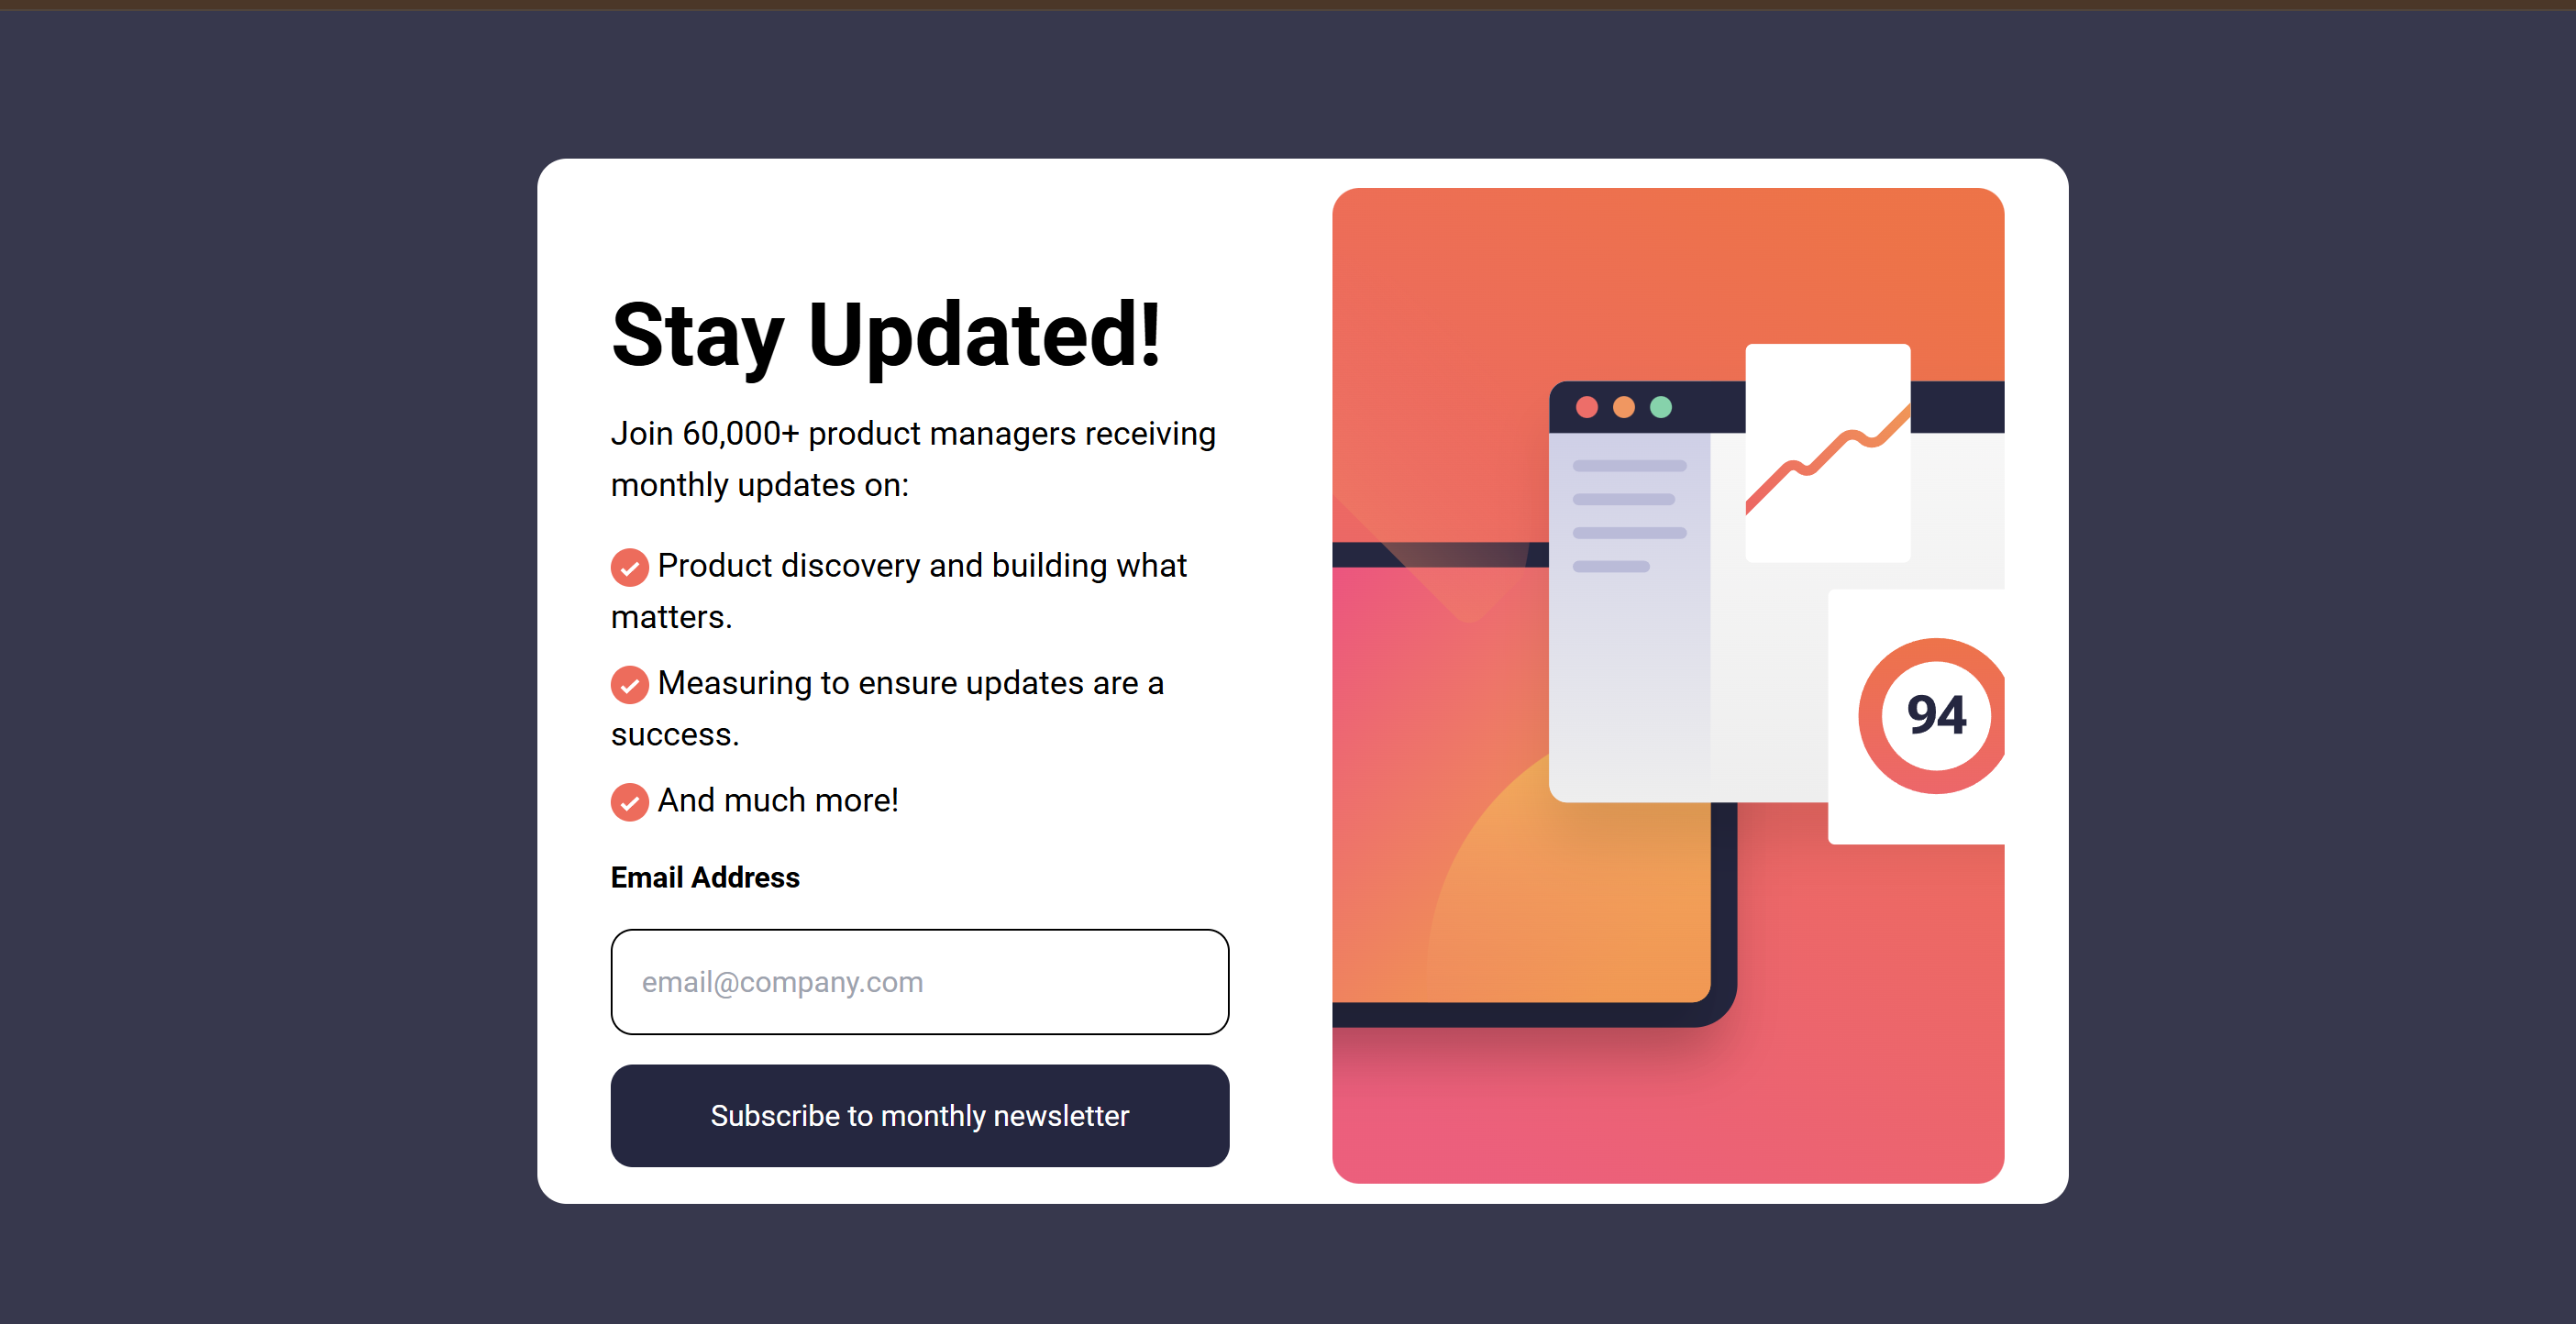 Stay Updated!
Join 60,000+ product managers receiving
monthly updates on:
Product discovery and building what
matters.
Measuring to ensure updates are a
success.
And much more!
Email Address
email@company.com
Subscribe to monthly newsletter
94